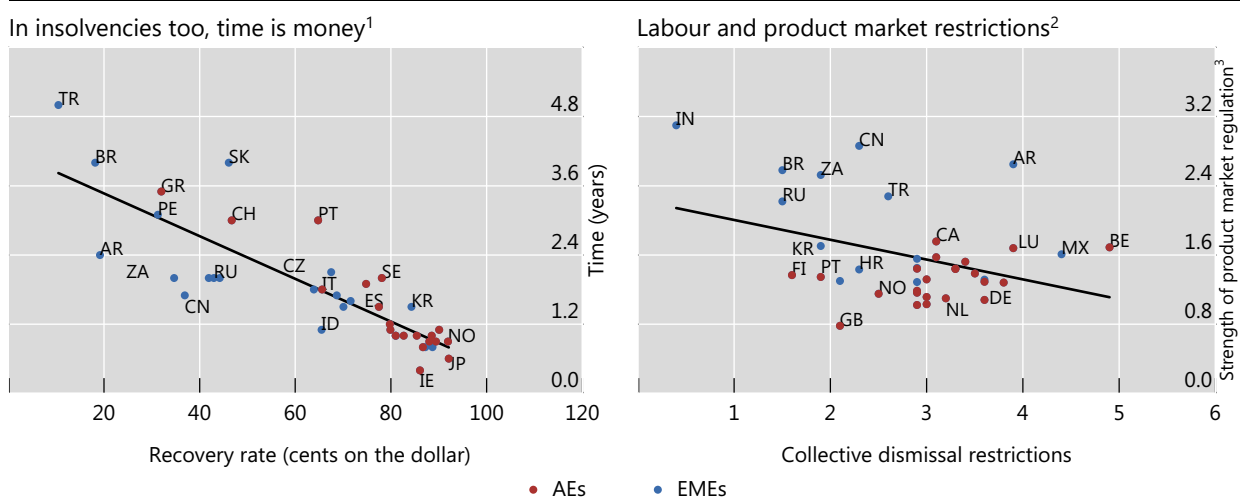 In insolvencies too, time is money¹
TR
BR
SK
GR
PE
CH
PT
AR
ZA
RU
CZ
IT
SE
CN
ES
KR
ID
NO
JP
IE
4.8
3.6
2.4
1.2
0.0
Time (years)
20 40 60 80 100 120
Recovery rate (cents on the dollar)
Labour and product market restrictions²
IN
CN
BR
ZA
AR
RU
TR
CA
LU
BE
KR
MX
FI
PT
HR
NO
NL
DE
GB
3.2
2.4
1.6
0.8
0.0
Strength of product market regulation³
1 2 3 4 5 6
Collective dismissal restrictions
AEs EMEs